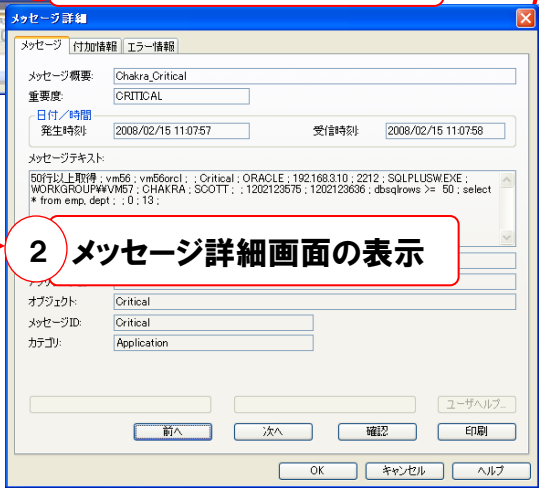 メッセージ詳細
メッセージ 付加情報 エラー情報
メッセージ概要: Chakra_Critical
重要度: CRITICAL
日付/時間
発生時刻: 2008/02/15 11:07:57 受信時刻: 2008/02/15 11:07:58
メッセージテキスト:
50行以上取得 ; vm56 ; vm56orcl ; ; Critical ; ORACLE ; 192.168.3.10 ; 2212 ; SQLPLUSW.EXE ;
WORKGROUP¥¥VM57 ; CHAKRA ; SCOTT ; ; 1202123575 ; 1202123636 ; dbsqlrows >= 50 ; select
* from emp, dept ; ; 0 ; 13 ;
2 メッセージ詳細画面の表示
オブジェクト: Critical
メッセージID: Critical
カテゴリ: Application
ユーザヘルプ...
前へ 次へ 確認 印刷
OK キャンセル ヘルプ